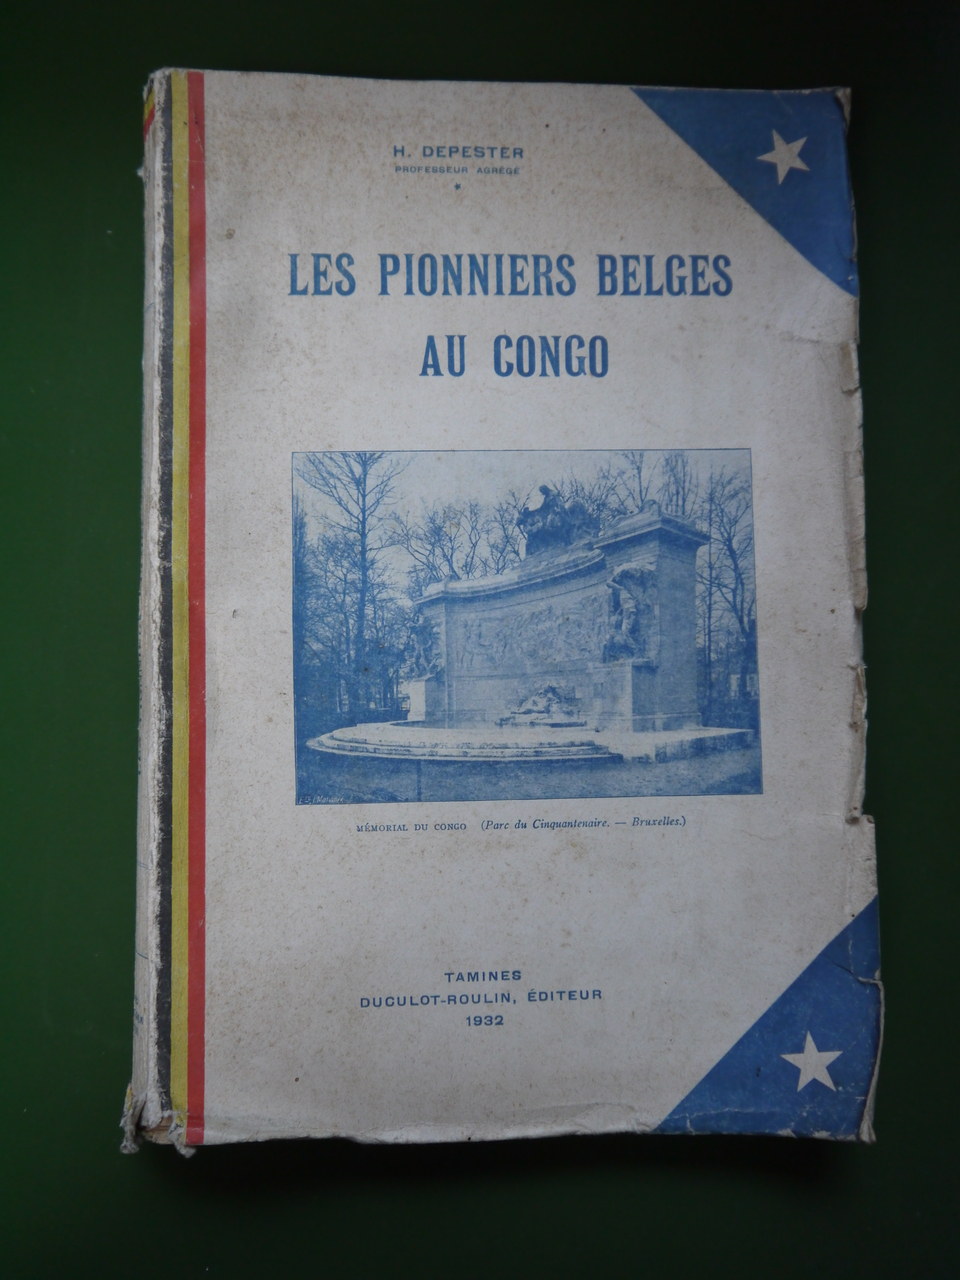 H. DEPESTER
PROFESSEUR AGRÉGÉ
*
LES PIONNIERS BELGES
AU CONGO
MÉMORIAL DU CONGO (Parc du Cinquantenaire. — Bruxelles.)
TAMINES
DUCULOT-ROULIN, ÉDITEUR
1932